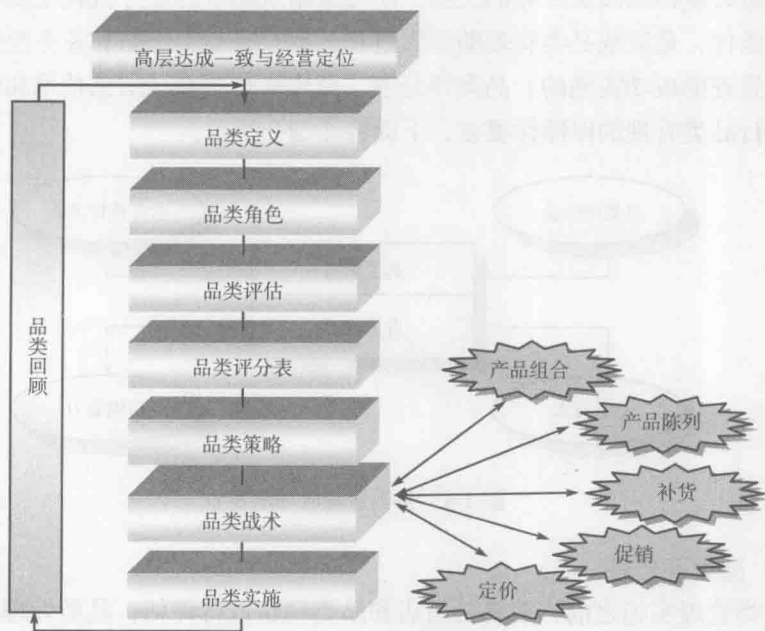 高层达成一致与经营定位
品类定义
品类角色
品类评估
品类评分表
品类策略
品类战术
品类实施
品类回顾
产品组合
产品陈列
补货
促销
定价